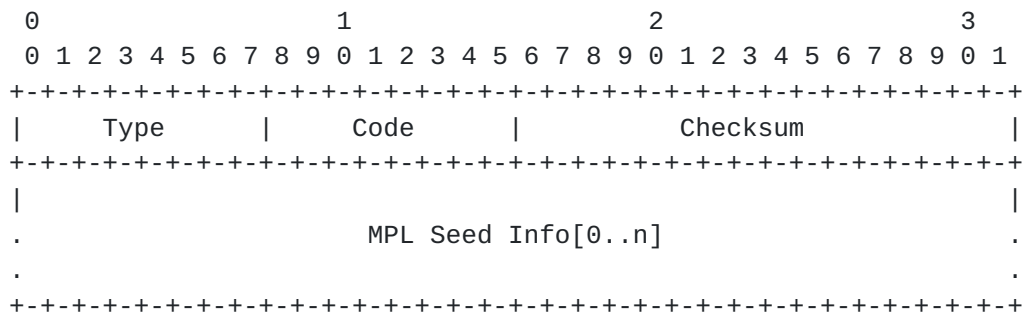 0                   1                   2                   3
 0 1 2 3 4 5 6 7 8 9 0 1 2 3 4 5 6 7 8 9 0 1 2 3 4 5 6 7 8 9 0 1
+-+-+-+-+-+-+-+-+-+-+-+-+-+-+-+-+-+-+-+-+-+-+-+-+-+-+-+-+-+-+-+-+
|     Type      |     Code      |          Checksum             |
+-+-+-+-+-+-+-+-+-+-+-+-+-+-+-+-+-+-+-+-+-+-+-+-+-+-+-+-+-+-+-+-+
|                                                               |
.                      MPL Seed Info[0..n]                      .
.                                                               .
+-+-+-+-+-+-+-+-+-+-+-+-+-+-+-+-+-+-+-+-+-+-+-+-+-+-+-+-+-+-+-+-+